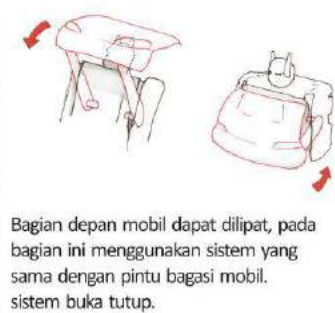 Bagian depan mobil dapat dilipat, pada
bagian ini menggunakan sistem yang
sama dengan pintu bagasi mobil.
sistem buka tutup.